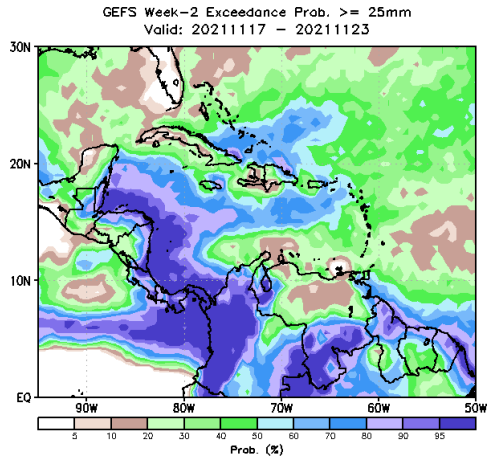 GEFS Week-2 Exceedance Prob. >= 25mm
Valid: 20211117 - 20211123
30N
20N
10N
EQ
90W 80W 70W 60W 50W
5 10 20 30 40 50 60 70 80 90 95
Prob. (%)